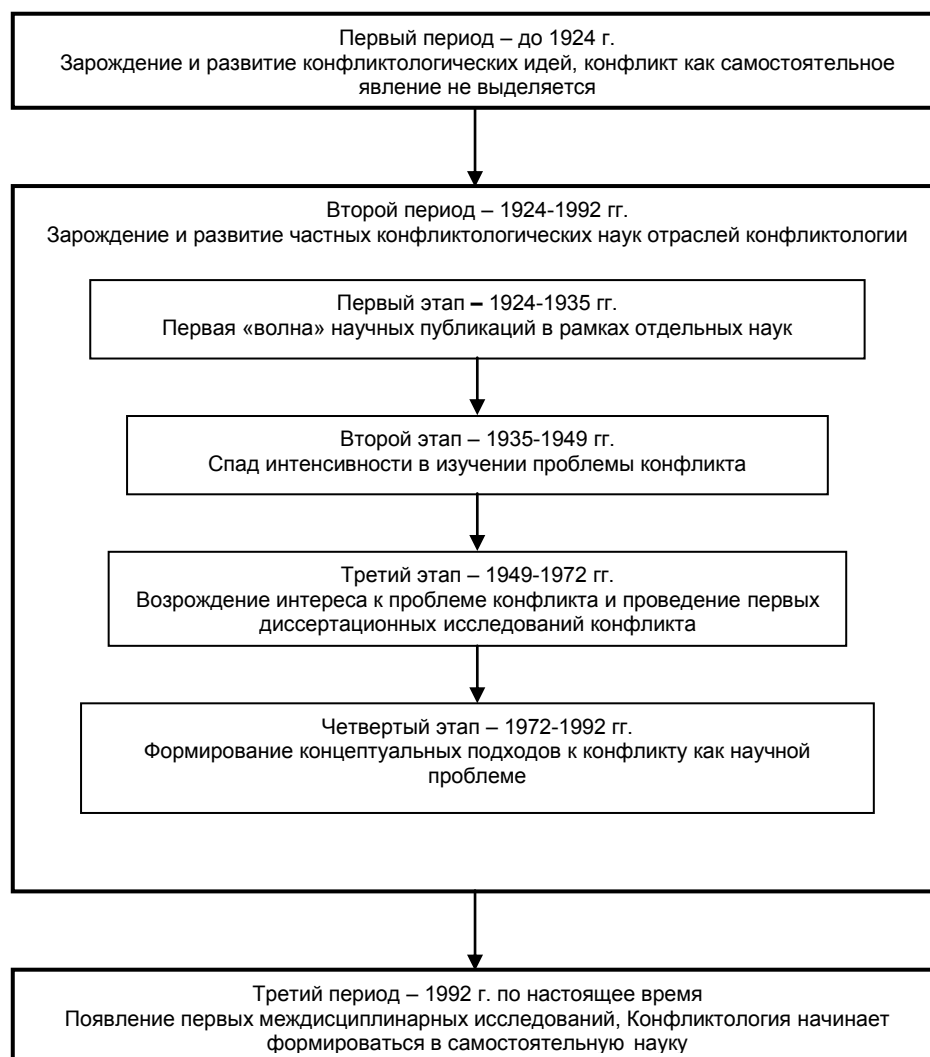 Первый период – до 1924 г.
Зарождение и развитие конфликтологических идей, конфликт как самостоятельное
явление не выделяется
Второй период – 1924-1992 гг.
Зарождение и развитие частных конфликтологических наук отраслей конфликтологии
Первый этап – 1924-1935 гг.
Первая «волна» научных публикаций в рамках отдельных наук
Второй этап – 1935-1949 гг.
Спад интенсивности в изучении проблемы конфликта
Третий этап – 1949-1972 гг.
Возрождение интереса к проблеме конфликта и проведение первых
диссертационных исследований конфликта
Четвертый этап – 1972-1992 гг.
Формирование концептуальных подходов к конфликту как научной
проблеме
Третий период – 1992 г. по настоящее время
Появление первых междисциплинарных исследований, Конфликтология начинает
формироваться в самостоятельную науку